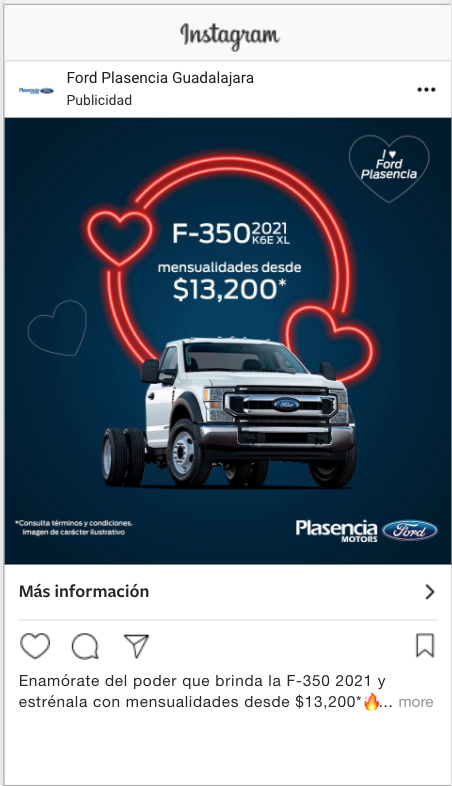 Instagram
Plasencia Ford
Ford Plasencia Guadalajara
Publicidad
I ♥
Ford
Plasencia
F-350 2021
K6E XL
mensualidades desde
$13,200*
Ford
*Consulta términos y condiciones.
Imagen de carácter ilustrativo
Plasencia Ford
MOTORS
Más información
Enamórate del poder que brinda la F-350 2021 y
estrénala con mensualidades desde $13,200*🔥... more